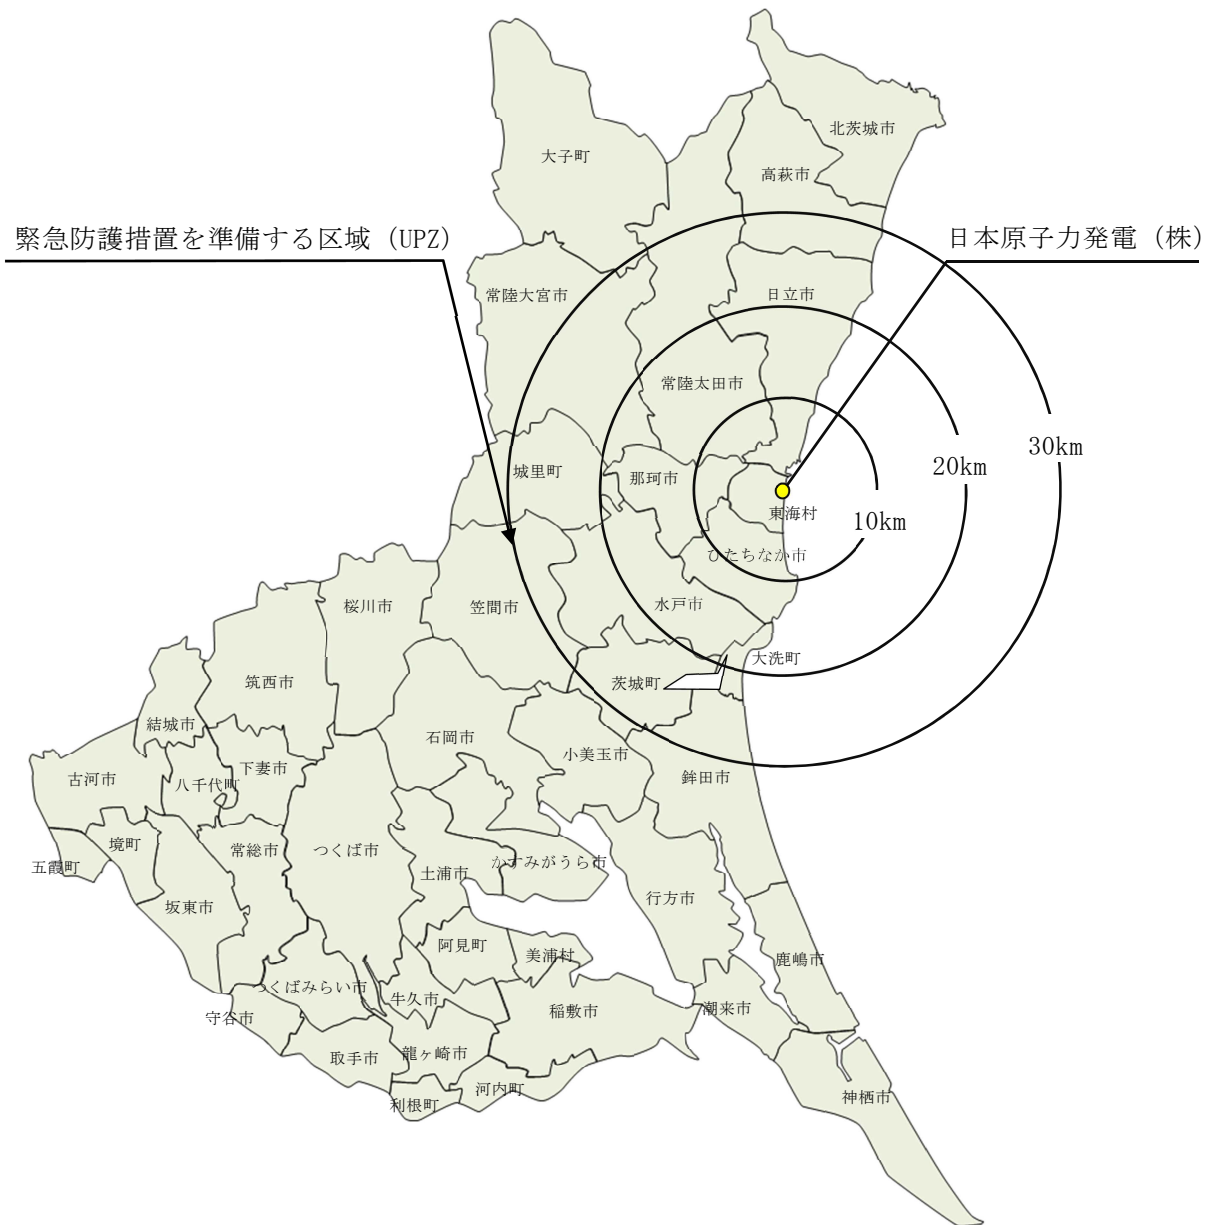 北茨城市
大子町
高萩市
緊急防護措置を準備する区域（UPZ）
日本原子力発電（株）
常陸大宮市
日立市
常陸太田市
30km
20km
城里町
那珂市
東海村
10km
ひたちなか市
桜川市
笠間市
水戸市
大洗町
筑西市
茨城町
結城市
石岡市
小美玉市
古河市
八千代町
下妻市
鉾田市
境町
常総市
つくば市
五霞町
土浦市
かすみがうら市
坂東市
行方市
阿見町
美浦村
鹿嶋市
つくばみらい市
牛久市
稲敷市
潮来市
守谷市
取手市
龍ヶ崎市
利根町
河内町
神栖市